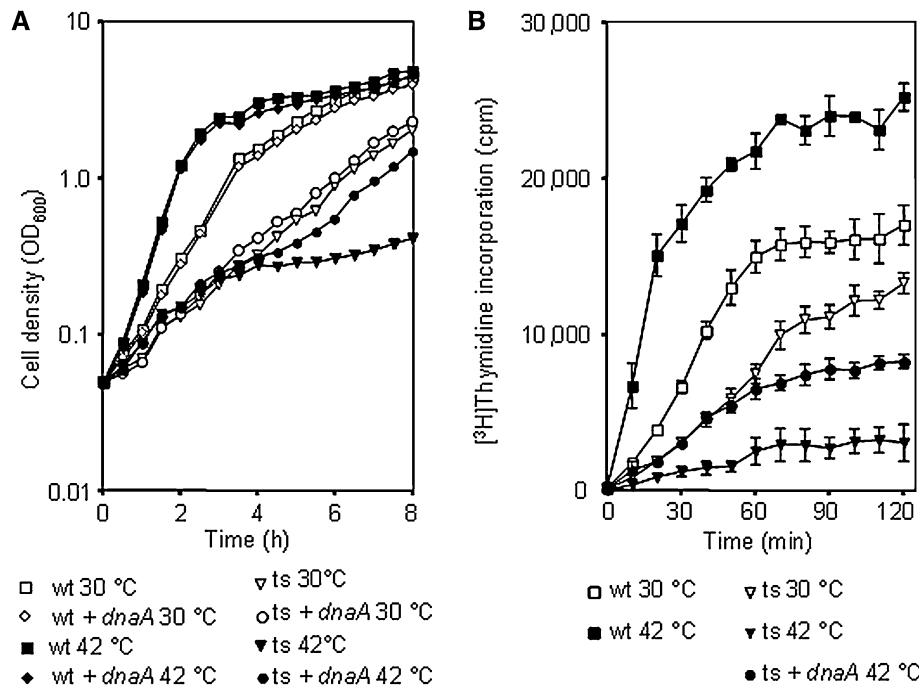 A
B
10
1.0
0.1
0.01
Cell density (OD600)
0
2
4
6
8
Time (h)
30,000
20,000
10,000
0
[³H]Thymidine incorporation (cpm)
0
30
60
90
120
Time (min)
wt 30 °C
wt + dnaA 30 °C
wt 42 °C
wt + dnaA 42 °C
ts 30°C
ts + dnaA 30 °C
ts 42°C
ts + dnaA 42 °C
wt 30 °C
wt 42 °C
ts 30 °C
ts 42 °C
ts + dnaA 42 °C